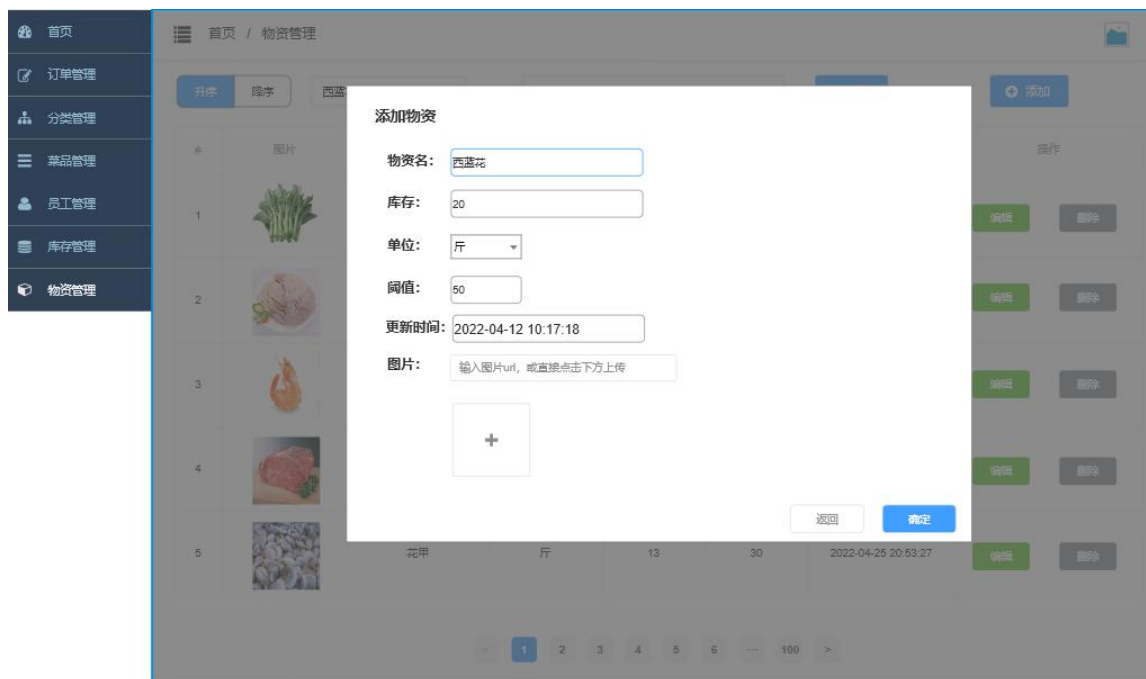 首页
订单管理
分类管理
菜品管理
员工管理
库存管理
物资管理
首页 / 物资管理
升序 降序 西蓝 添加
# 图片 操作
添加物资
物资名: 西蓝花
库存: 20
单位: 斤
阈值: 50
更新时间: 2022-04-12 10:17:18
图片: 输入图片url，或直接点击下方上传
返回 确定
1 编辑 删除
2 编辑 删除
3 编辑 删除
4 编辑 删除
5 花甲 斤 13 30 2022-04-25 20:53:27 编辑 删除
< 1 2 3 4 5 6 ... 100 >